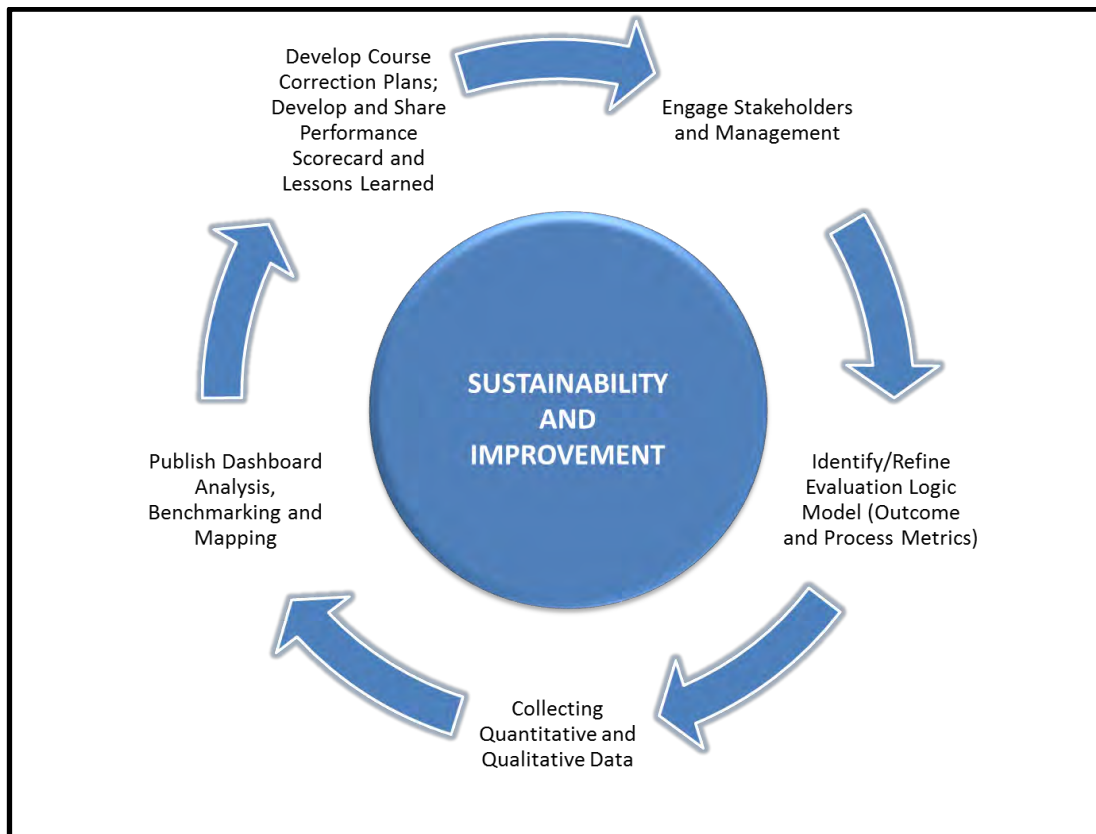 Develop Course
Correction Plans;
Develop and Share
Performance
Scorecard and
Lessons Learned
Engage Stakeholders
and Management
SUSTAINABILITY
AND
IMPROVEMENT
Identify/Refine
Evaluation Logic
Model (Outcome
and Process Metrics)
Collecting
Quantitative and
Qualitative Data
Publish Dashboard
Analysis,
Benchmarking and
Mapping